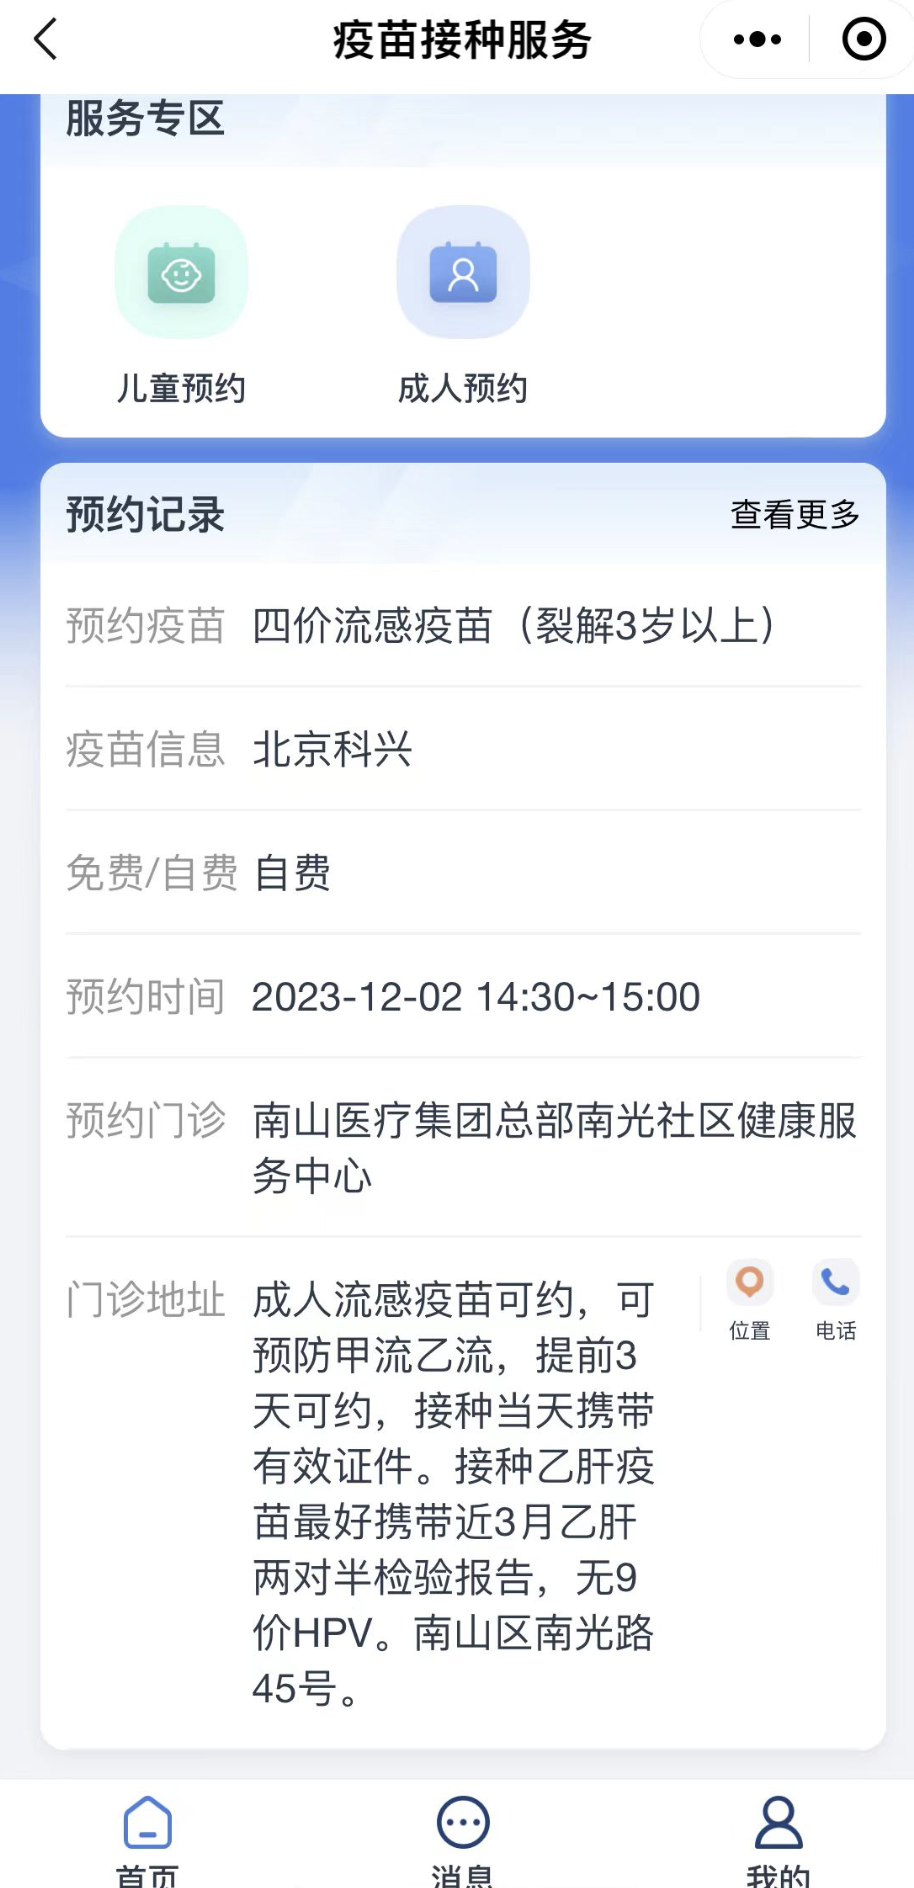 疫苗接种服务
服务专区
儿童预约
成人预约
预约记录
查看更多
预约疫苗 四价流感疫苗（裂解3岁以上）
疫苗信息 北京科兴
免费/自费 自费
预约时间 2023-12-02 14:30~15:00
预约门诊 南山医疗集团总部南光社区健康服
务中心
门诊地址 成人流感疫苗可约，可
预防甲流乙流，提前3
天可约，接种当天携带
有效证件。接种乙肝疫
苗最好携带近3月乙肝
两对半检验报告，无9
价HPV。南山区南光路
45号。
位置
电话
首页
消息
我的